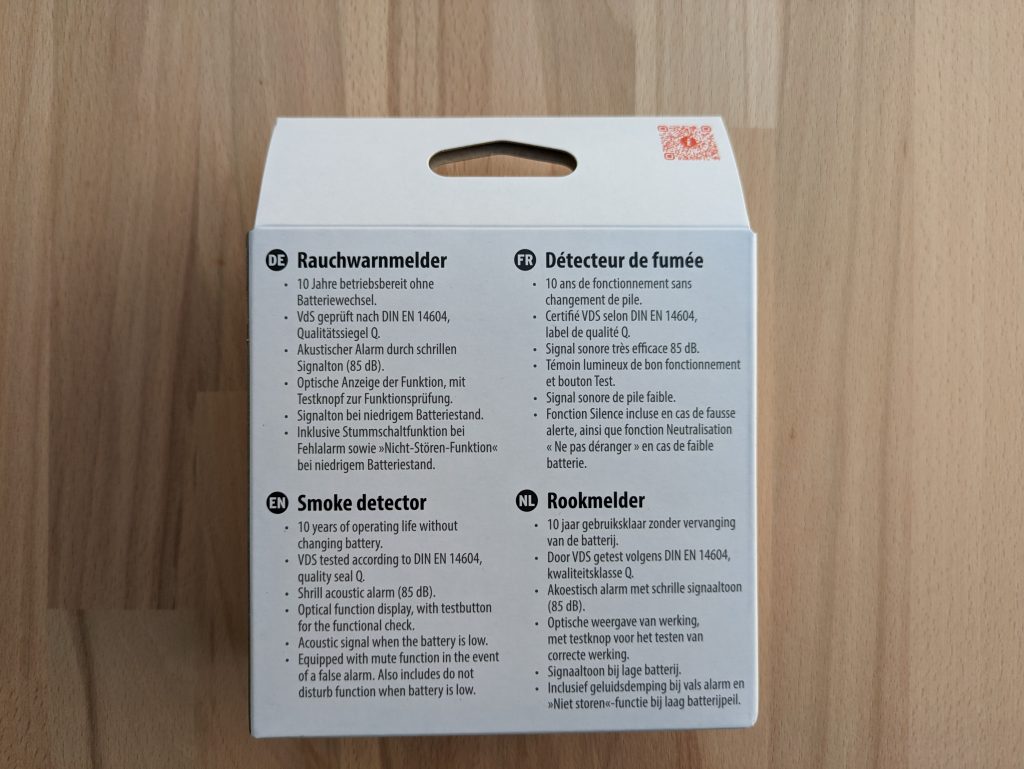 DE Rauchwarnmelder
• 10 Jahre betriebsbereit ohne
Batteriewechsel.
• VdS geprüft nach DIN EN 14604,
Qualitätssiegel Q.
• Akustischer Alarm durch schrillen
Signalton (85 dB).
• Optische Anzeige der Funktion, mit
Testknopf zur Funktionsprüfung.
• Signalton bei niedrigem Batteriestand.
• Inklusive Stummschaltfunktion bei
Fehlalarm sowie »Nicht-Stören-Funktion«
bei niedrigem Batteriestand.
EN Smoke detector
• 10 years of operating life without
changing battery.
• VDS tested according to DIN EN 14604,
quality seal Q.
• Shrill acoustic alarm (85 dB).
• Optical function display, with testbutton
for the functional check.
• Acoustic signal when the battery is low.
• Equipped with mute function in the event
of a false alarm. Also includes do not
disturb function when battery is low.
FR Détecteur de fumée
• 10 ans de fonctionnement sans
changement de pile.
• Certifié VDS selon DIN EN 14604,
label de qualité Q.
• Signal sonore très efficace 85 dB.
• Témoin lumineux de bon fonctionnement
et bouton Test.
• Signal sonore de pile faible.
• Fonction Silence incluse en cas de fausse
alerte, ainsi que fonction Neutralisation
« Ne pas déranger » en cas de faible
batterie.
NL Rookmelder
• 10 jaar gebruiksklaar zonder vervanging
van de batterij.
• Door VDS getest volgens DIN EN 14604,
kwaliteitsklasse Q.
• Akoestisch alarm met schrille signaaltoon
(85 dB).
• Optische weergave van werking,
met testknop voor het testen van
correcte werking.
• Signaaltoon bij lage batterij.
• Inclusief geluidsdemping bij vals alarm en
»Niet storen«-functie bij laag batterijpeil.